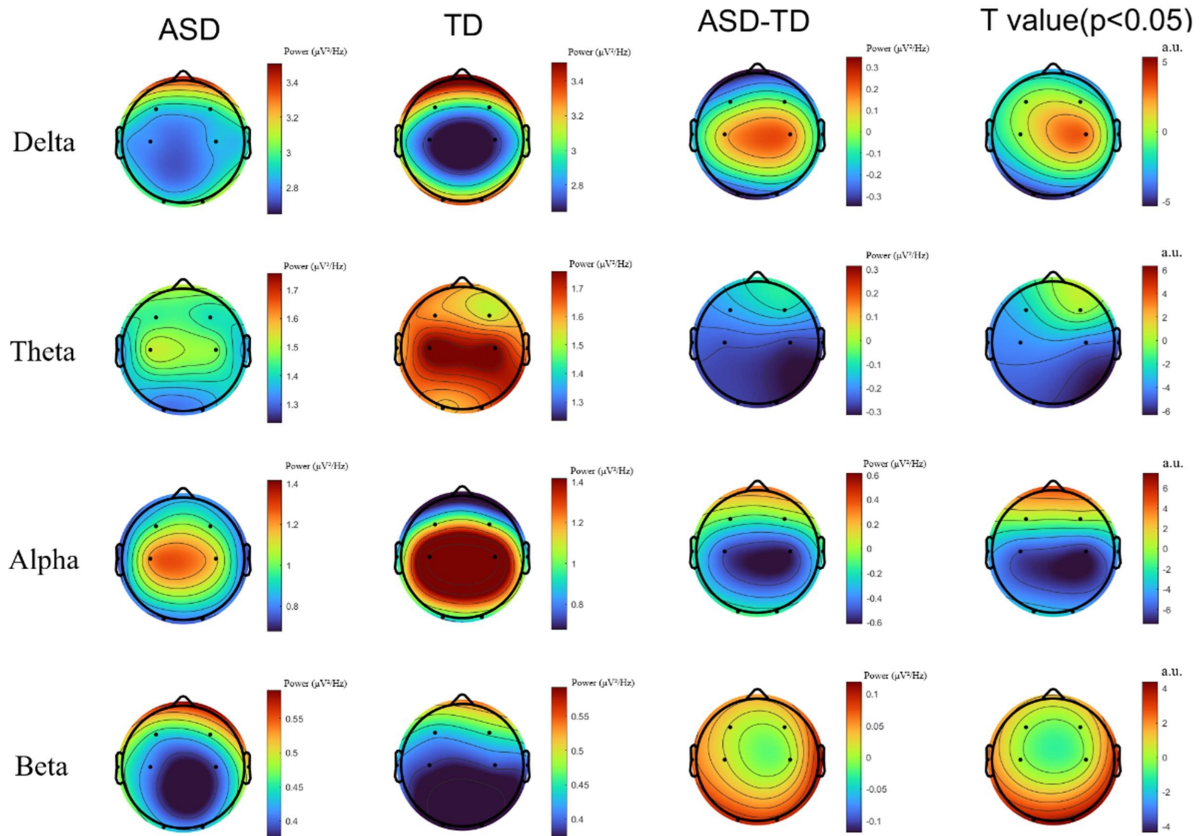 ASD TD ASD-TD T value(p<0.05)
Power (µV²/Hz) Power (µV²/Hz) Power (µV²/Hz) a.u.
Delta
3.4 3.2 3 2.8
3.4 3.2 3 2.8
0.3 0.2 0.1 0 -0.1 -0.2 -0.3
5 0 -5
Power (µV²/Hz) Power (µV²/Hz) Power (µV²/Hz) a.u.
Theta
1.7 1.6 1.5 1.4 1.3
1.7 1.6 1.5 1.4 1.3
0.3 0.2 0.1 0 -0.1 -0.2 -0.3
6 4 2 0 -2 -4 -6
Power (µV²/Hz) Power (µV²/Hz) Power (µV²/Hz) a.u.
Alpha
1.4 1.2 1 0.8
1.4 1.2 1 0.8
0.6 0.4 0.2 0 -0.2 -0.4 -0.6
6 4 2 0 -2 -4 -6
Power (µV²/Hz) Power (µV²/Hz) Power (µV²/Hz) a.u.
Beta
0.55 0.5 0.45 0.4
0.55 0.5 0.45 0.4
0.1 0.05 0 -0.05 -0.1
4 2 0 -2 -4